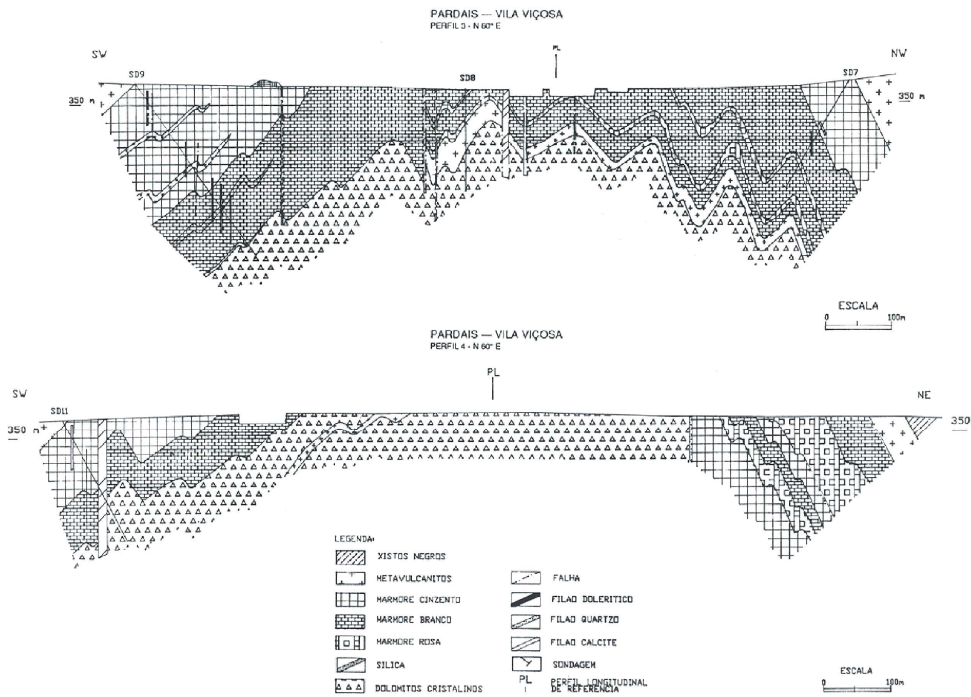 PARDAIS — VILA VIÇOSA
PERFIL 3 - N 60° E
SW
PL
NW
SD9
SD8
SD7
350 m
350 m
ESCALA
0 100m
PARDAIS — VILA VIÇOSA
PERFIL 4 - N 60° E
SW
PL
NE
SD11
350 m
350
LEGENDA:
XISTOS NEGROS
METAVULCANITOS
MARMORE CINZENTO
MARMORE BRANCO
MARMORE ROSA
SILICA
DOLOMITOS CRISTALINOS
FALHA
FILAO DOLERITICO
FILAO QUARTZO
FILAO CALCITE
SONDAGEM
PL PERFIL LONGITUDINAL
DE REFERENCIA
ESCALA
0 100m